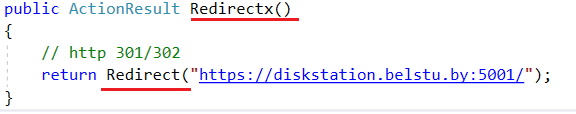 public ActionResult Redirectx()
{
// http 301/302
return Redirect("https://diskstation.belstu.by:5001/");
}